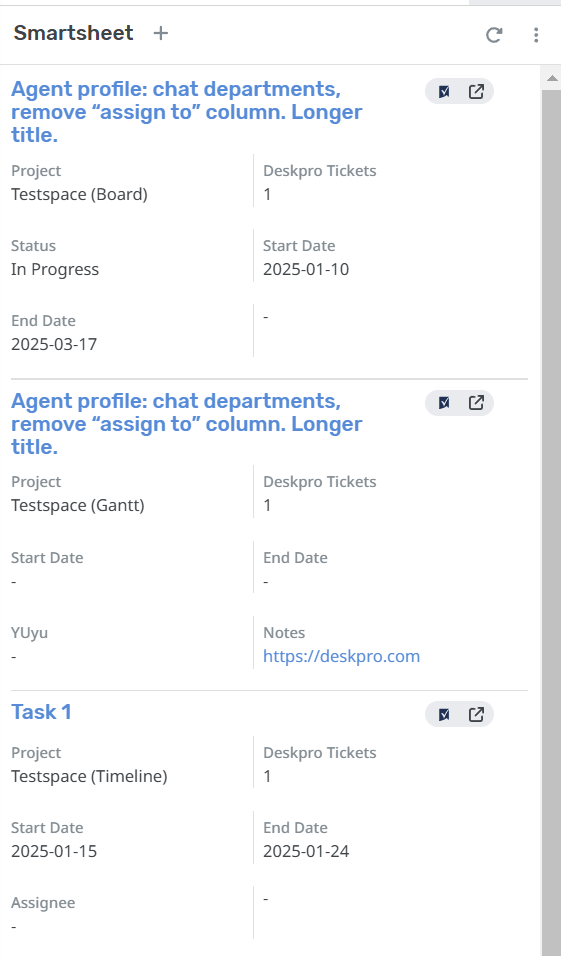 Smartsheet +
Agent profile: chat departments,
remove “assign to” column. Longer
title.
Project
Deskpro Tickets
Testspace (Board)
1
Status
Start Date
In Progress
2025-01-10
End Date
-
2025-03-17
Agent profile: chat departments,
remove “assign to” column. Longer
title.
Project
Deskpro Tickets
Testspace (Gantt)
1
Start Date
End Date
-
-
YUyu
Notes
-
https://deskpro.com
Task 1
Project
Deskpro Tickets
Testspace (Timeline)
1
Start Date
End Date
2025-01-15
2025-01-24
Assignee
-
-